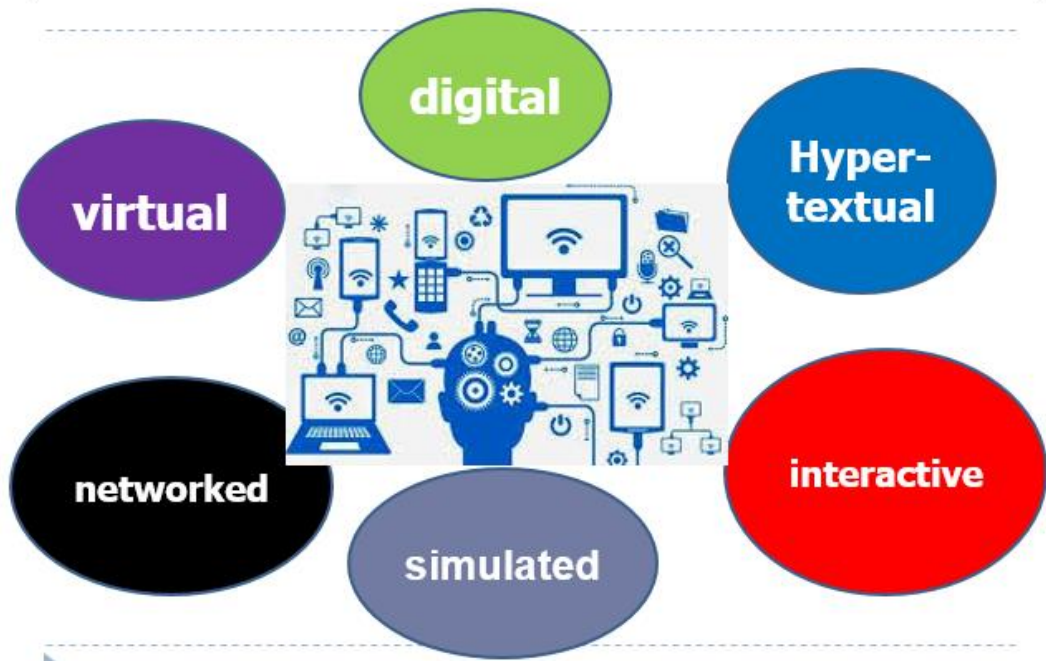 digital
Hyper-
textual
virtual
networked
interactive
simulated